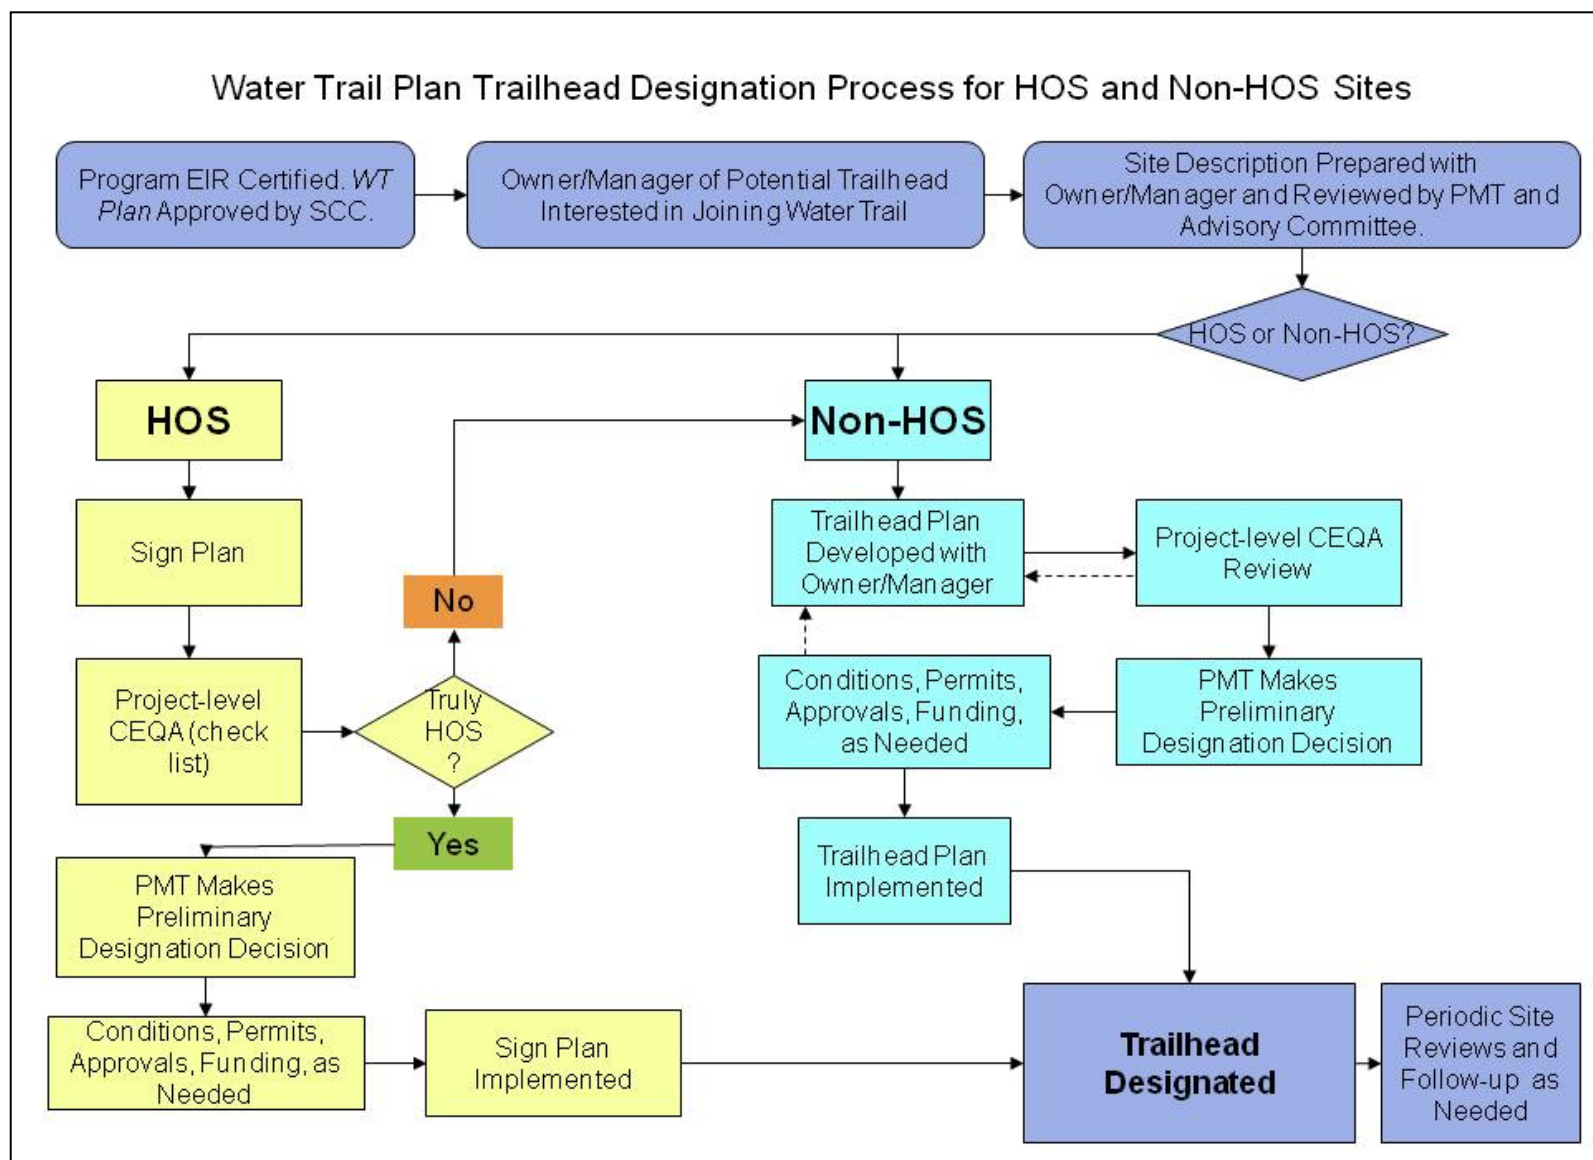 Water Trail Plan Trailhead Designation Process for HOS and Non-HOS Sites
Program EIR Certified. WT
Plan Approved by SCC.
Owner/Manager of Potential Trailhead
Interested in Joining Water Trail
Site Description Prepared with
Owner/Manager and Reviewed by PMT and
Advisory Committee.
HOS or Non-HOS?
HOS
Sign Plan
Project-level
CEQA (check
list)
Truly
HOS
?
No
Yes
PMT Makes
Preliminary
Designation Decision
Conditions, Permits,
Approvals, Funding, as
Needed
Sign Plan
Implemented
Non-HOS
Trailhead Plan
Developed with
Owner/Manager
Project-level CEQA
Review
PMT Makes
Preliminary
Designation Decision
Conditions, Permits,
Approvals, Funding,
as Needed
Trailhead Plan
Implemented
Trailhead
Designated
Periodic Site
Reviews and
Follow-up as
Needed